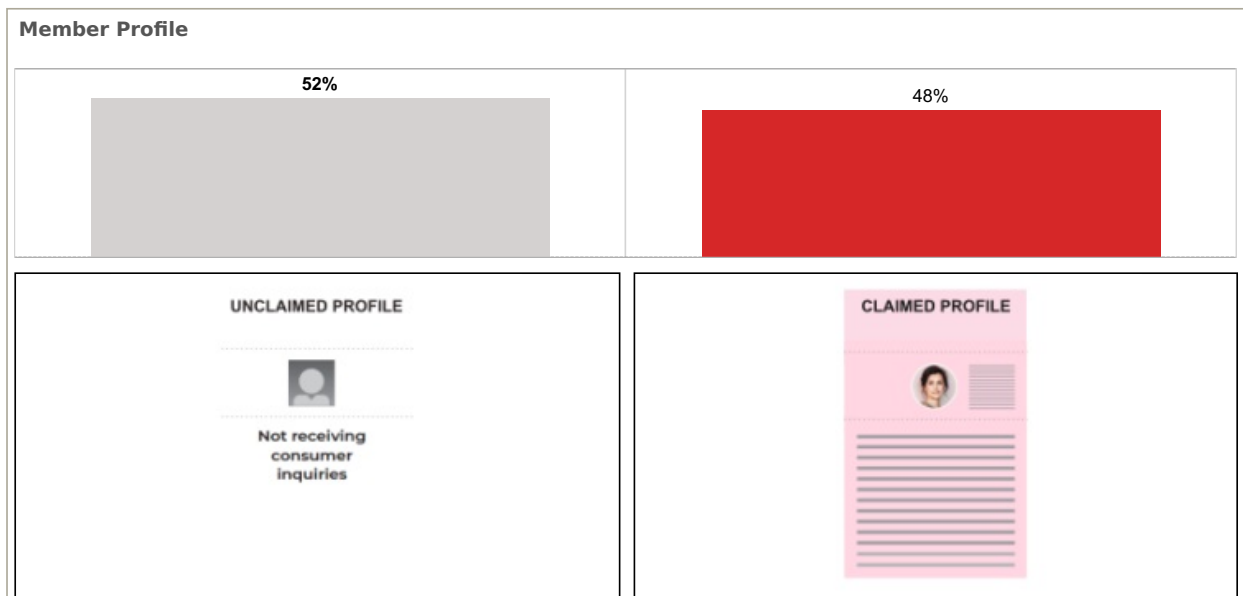 Member Profile
52%
48%
UNCLAIMED PROFILE
Not receiving
consumer
inquiries
CLAIMED PROFILE